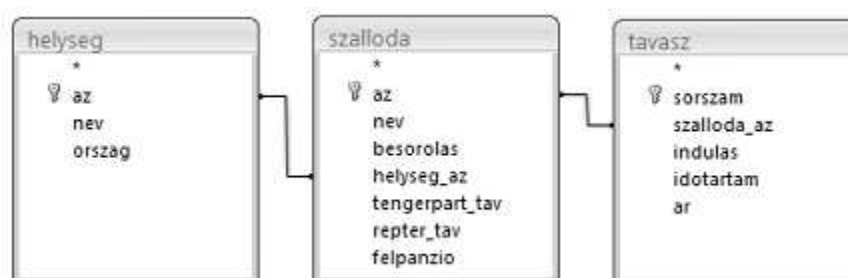 helyseg
*
az
nev
orszag
szalloda
*
az
nev
besorolas
helyseg_az
tengerpart_tav
repter_tav
felpanzio
tavasz
*
sorszam
szalloda_az
indulas
idotartam
ar